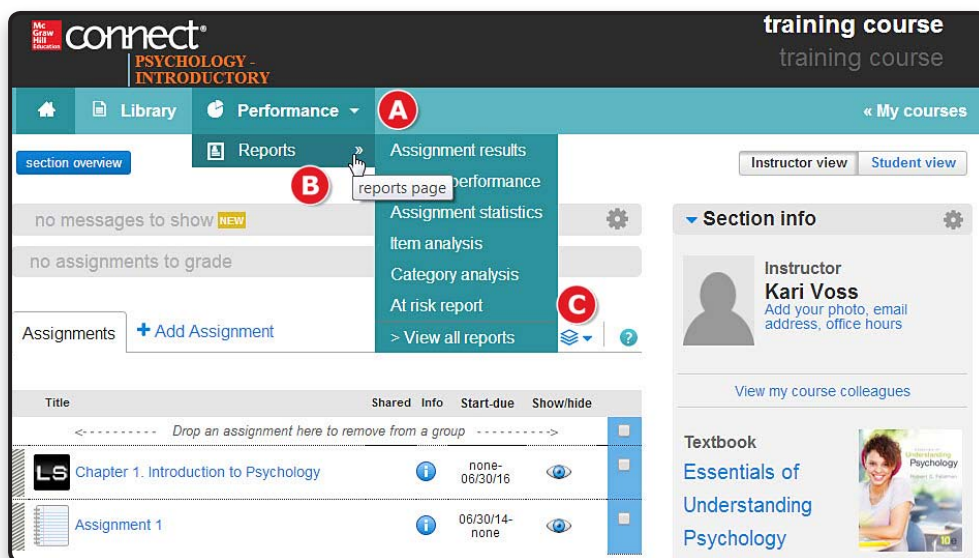 Mc
Graw
Hill
Education
connect®
PSYCHOLOGY -
INTRODUCTORY
training course
training course
Library
Performance
A
« My courses
section overview
Reports »
B
reports page
Assignment results
performance
Assignment statistics
Item analysis
Category analysis
At risk report
> View all reports
C
Instructor view
Student view
no messages to show NEW
no assignments to grade
Assignments
+ Add Assignment
?
Title Shared Info Start-due Show/hide
<---------- Drop an assignment here to remove from a group ---------->
LS
Chapter 1. Introduction to Psychology
i
none-
06/30/16
Assignment 1
i
06/30/14-
none
Section info
Instructor
Kari Voss
Add your photo, email
address, office hours
View my course colleagues
Textbook
Essentials of
Understanding
Psychology
Understanding
Psychology
10e